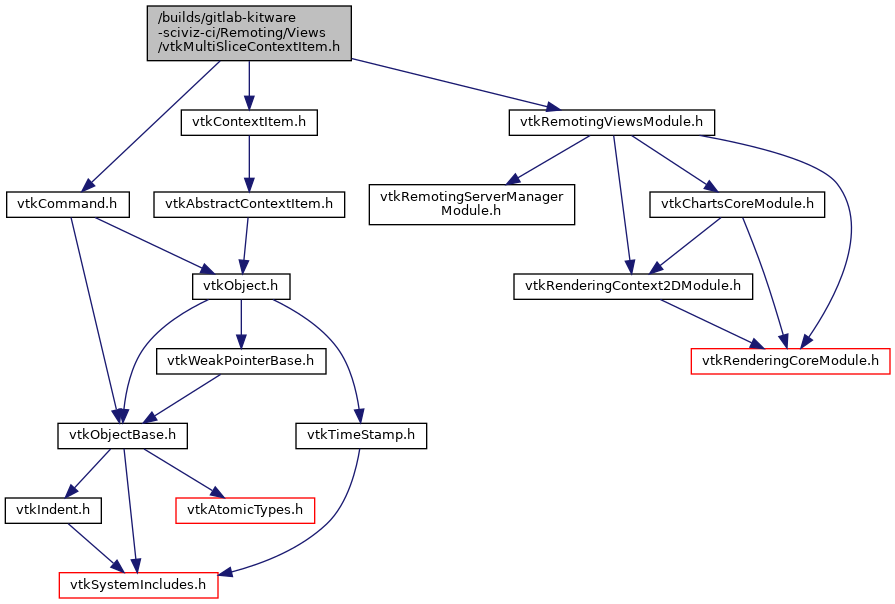 /builds/gitlab-kitware
-sciviz-ci/Remoting/Views
/vtkMultiSliceContextItem.h
vtkContextItem.h
vtkRemotingViewsModule.h
vtkCommand.h
vtkAbstractContextItem.h
vtkRemotingServerManager
Module.h
vtkChartsCoreModule.h
vtkObject.h
vtkRenderingContext2DModule.h
vtkWeakPointerBase.h
vtkRenderingCoreModule.h
vtkObjectBase.h
vtkTimeStamp.h
vtkIndent.h
vtkAtomicTypes.h
vtkSystemIncludes.h